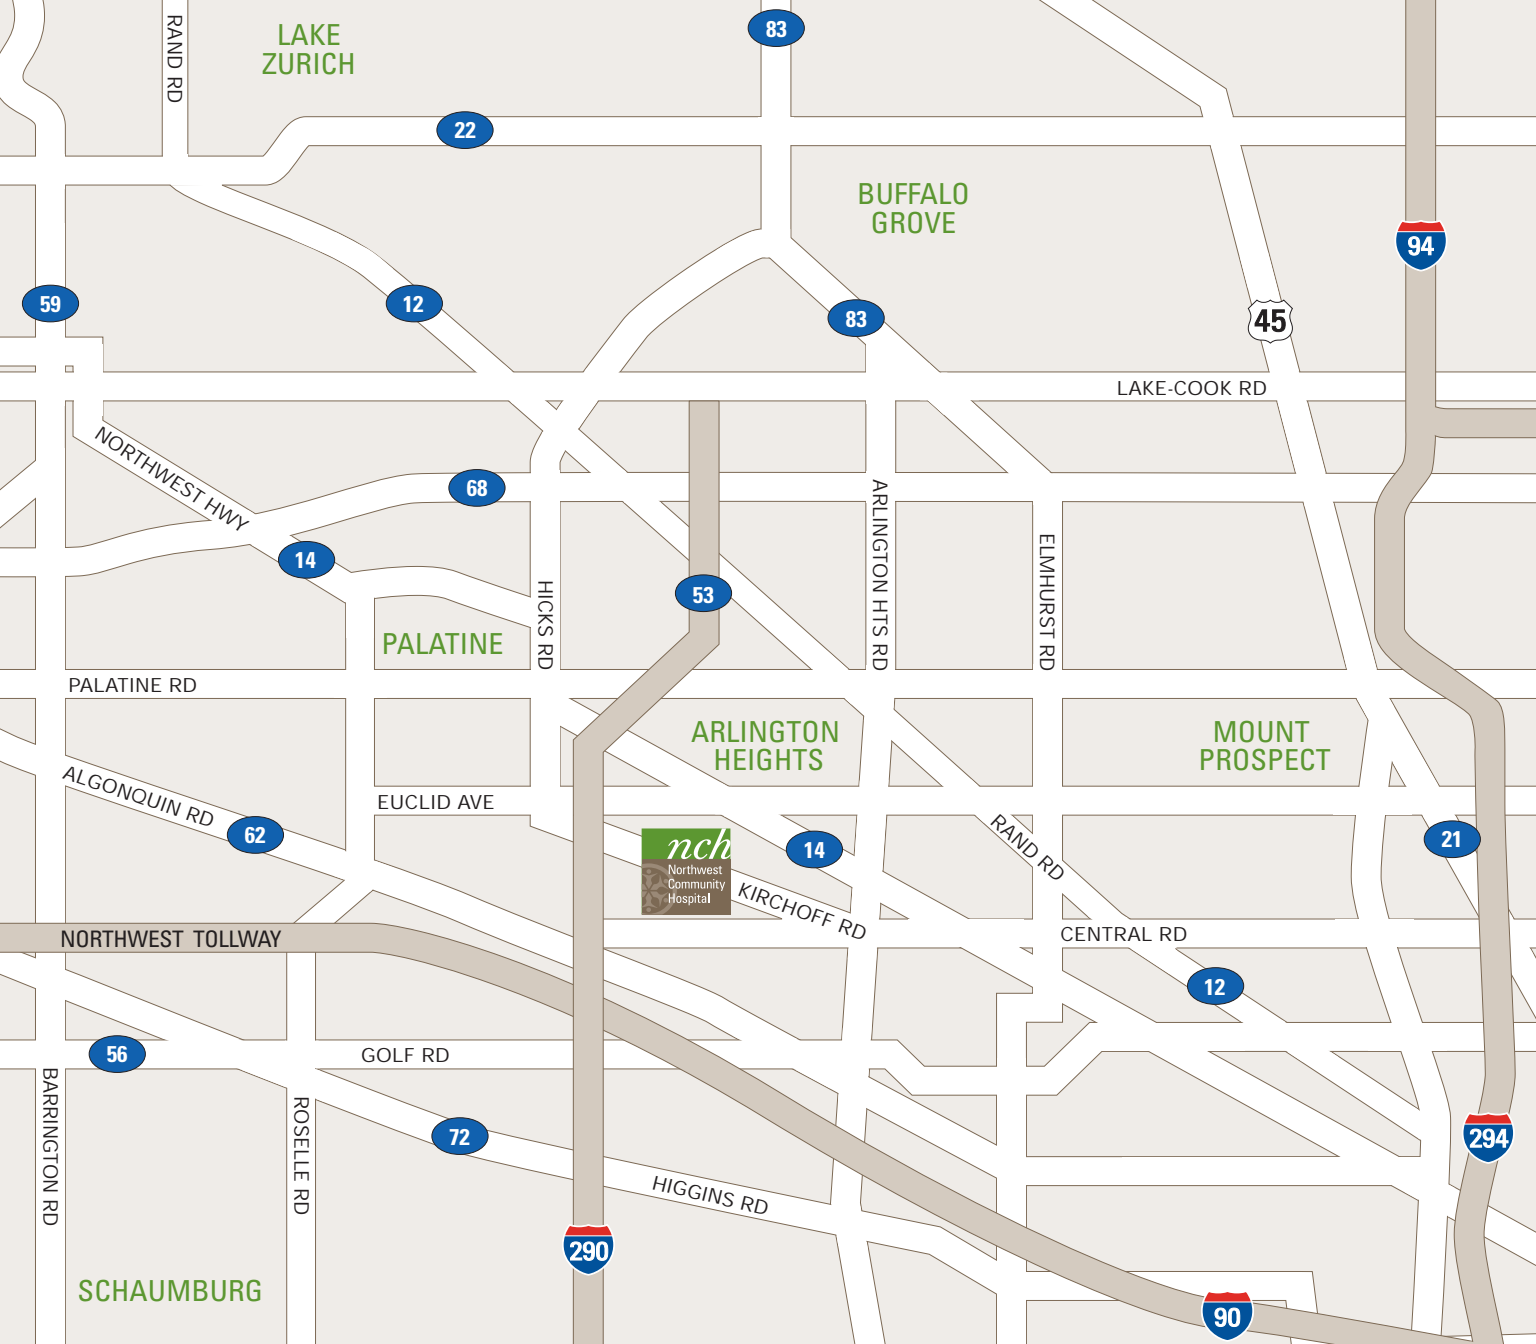 RAND RD
LAKE
ZURICH
83
22
BUFFALO
GROVE
94
59
12
83
45
LAKE-COOK RD
NORTHWEST HWY
68
14
ARLINGTON HTS RD
ELMHURST RD
HICKS RD
53
PALATINE
PALATINE RD
ARLINGTON
HEIGHTS
MOUNT
PROSPECT
ALGONQUIN RD
62
EUCLID AVE
nch
Northwest
Community
Hospital
14
RAND RD
21
KIRCHOFF RD
NORTHWEST TOLLWAY
CENTRAL RD
12
56
GOLF RD
BARRINGTON RD
ROSELLE RD
72
HIGGINS RD
294
290
SCHAUMBURG
90